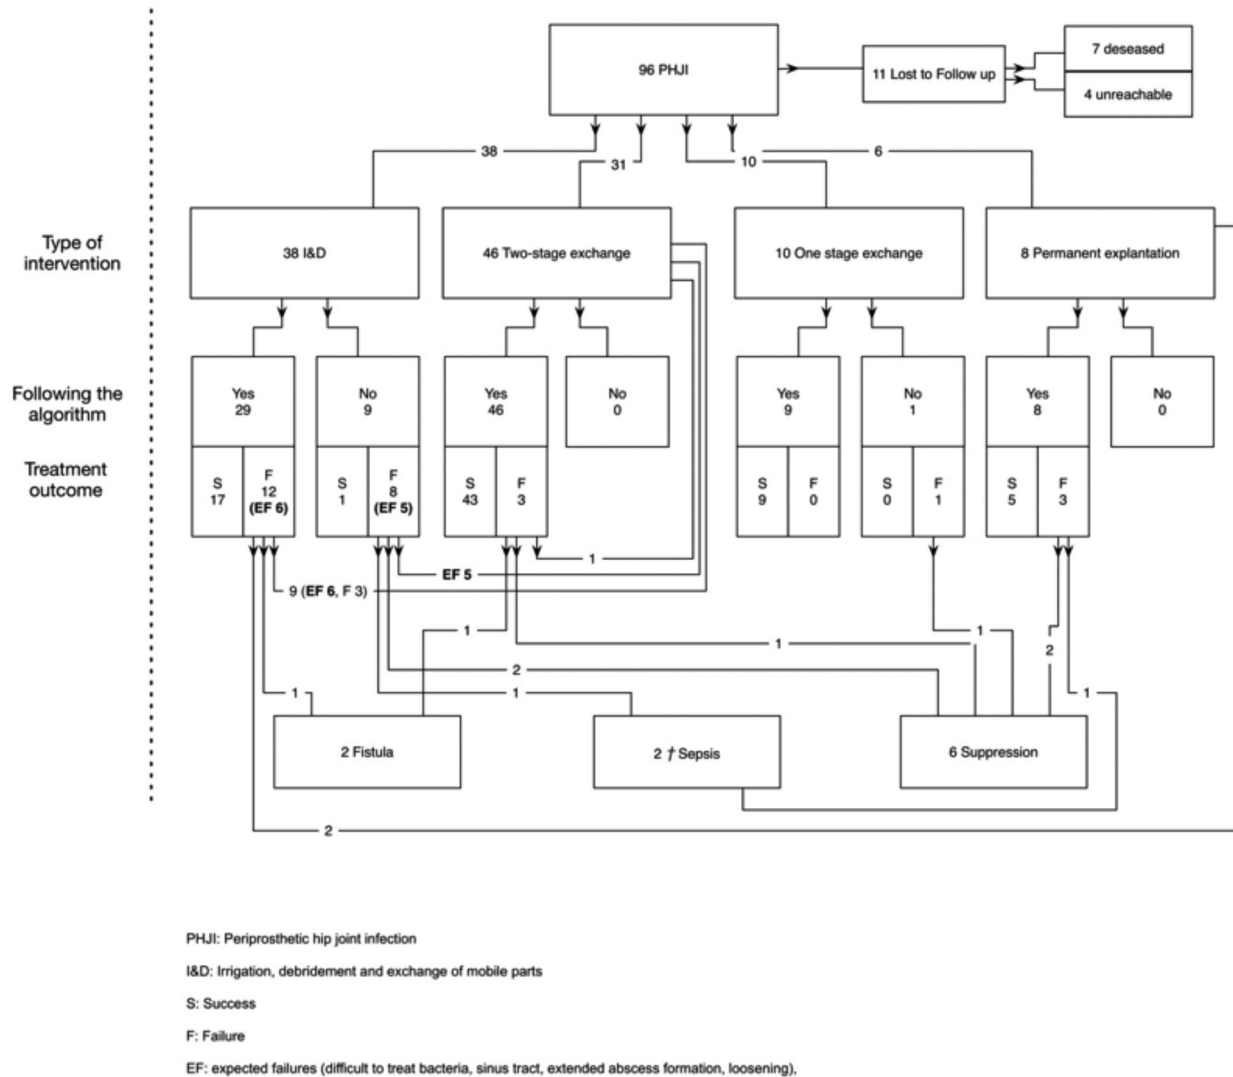 96 PHJI
11 Lost to Follow up
7 deseased
4 unreachable
38
31
10
6
Type of
intervention
38 I&D
46 Two-stage exchange
10 One stage exchange
8 Permanent explantation
Following the
algorithm
Yes
29
No
9
Yes
46
No
0
Yes
9
No
1
Yes
8
No
0
Treatment
outcome
S
17
F
12
(EF 6)
S
1
F
8
(EF 5)
S
43
F
3
S
9
F
0
S
0
F
1
S
5
F
3
1
EF 5
9 (EF 6, F 3)
1
1
1
2
2
1
1
1
2 Fistula
2 † Sepsis
6 Suppression
2
PHJI: Periprosthetic hip joint infection
I&D: Irrigation, debridement and exchange of mobile parts
S: Success
F: Failure
EF: expected failures (difficult to treat bacteria, sinus tract, extended abscess formation, loosening),